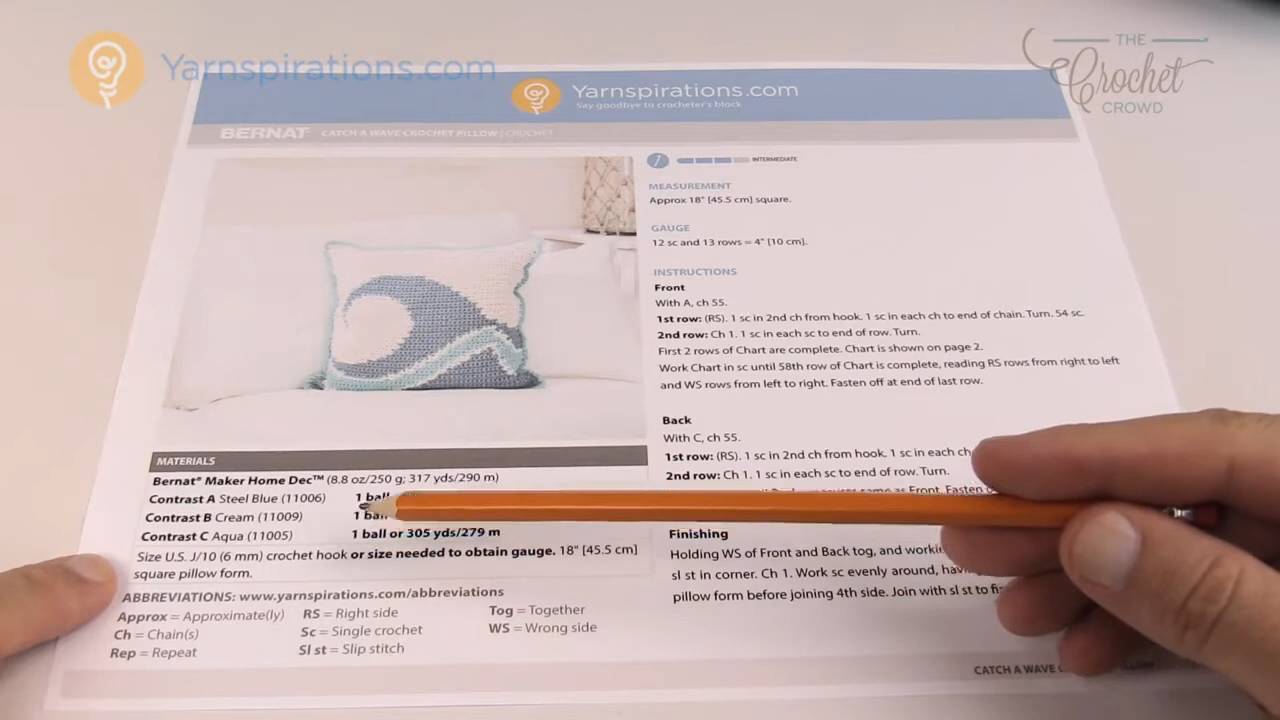 Yarnspirations.com
THE
Crochet
CROWD
Yarnspirations.com
Say goodbye to crocheter's block
BERNAT CATCH A WAVE CROCHET PILLOW | CROCHET
INTERMEDIATE
MEASUREMENT
Approx 18" [45.5 cm] square.
GAUGE
12 sc and 13 rows = 4" [10 cm].
INSTRUCTIONS
Front
With A, ch 55.
1st row: (RS). 1 sc in 2nd ch from hook. 1 sc in each ch to end of chain. Turn. 54 sc.
2nd row: Ch 1. 1 sc in each sc to end of row. Turn.
First 2 rows of Chart are complete. Chart is shown on page 2.
Work Chart in sc until 58th row of Chart is complete, reading RS rows from right to left
and WS rows from left to right. Fasten off at end of last row.
Back
With C, ch 55.
1st row: (RS). 1 sc in 2nd ch from hook. 1 sc in each ch
2nd row: Ch 1. 1 sc in each sc to end of row. Turn.
same as Front. Fasten
Finishing
Holding WS of Front and Back tog, and
sl st in corner. Ch 1. Work sc evenly around,
pillow form before joining 4th side. Join with sl st to
MATERIALS
Bernat® Maker Home Dec™ (8.8 oz/250 g; 317 yds/290 m)
Contrast A Steel Blue (11006) 1 ball
Contrast B Cream (11009) 1 ball
Contrast C Aqua (11005) 1 ball or 305 yds/279 m
Size U.S. J/10 (6 mm) crochet hook or size needed to obtain gauge. 18" [45.5 cm]
square pillow form.
ABBREVIATIONS: www.yarnspirations.com/abbreviations
Approx = Approximate(ly)
Ch = Chain(s)
Rep = Repeat
RS = Right side
Sc = Single crochet
Sl st = Slip stitch
Tog = Together
WS = Wrong side
CATCH A WAVE